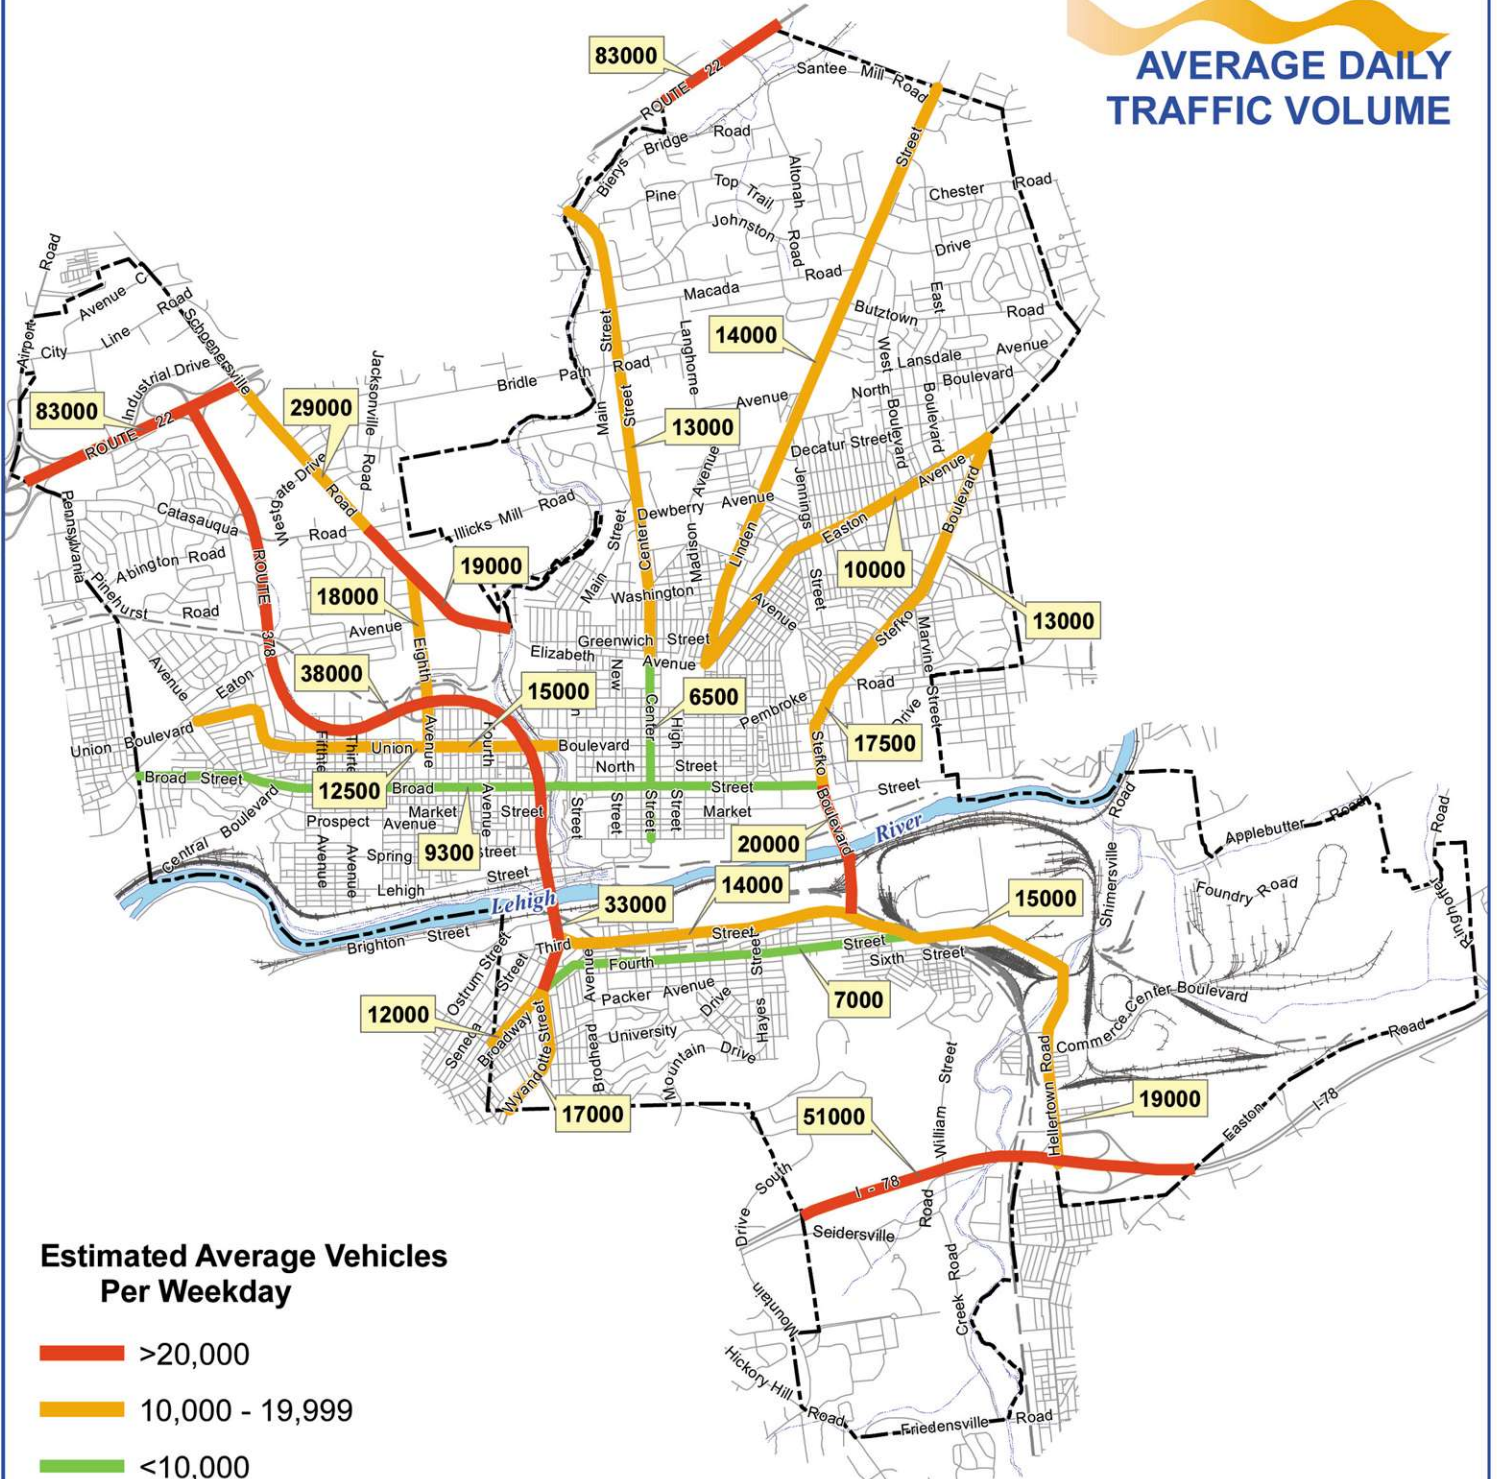 AVERAGE DAILY
TRAFFIC VOLUME
83000
ROUTE 22
Santee Mill Road
Bridge Road
Bierys
Street
Pine
Top Trail
Altonah
Road
Chester Road
Johnston
Drive
Road
Macada
Butztown
East
Road
Airport
Road
Avenue C
City Line Road
Schoenersville
Industrial Drive
83000
ROUTE 22
29000
Jacksonville
Road
Westgate Drive
Road
Bridle Path Road
Main Street
Center Street
Main Street
Langhorne
14000
13000
Avenue
West
Boulevard
Lansdale Avenue
North Boulevard
Boulevard
Decatur Street
Easton Avenue
Jennings
Street
Dewberry Avenue
Madison Avenue
Linden
10000
13000
Boulevard
Stefko
Marvine
Street
Pennsylvania
Avenue
Catasauqua Road
Abington Road
Pinehurst Road
ROUTE 378
Illicks Mill Road
19000
18000
Avenue
Eighth
Avenue
Main Street
Washington
Greenwich Street
Elizabeth Avenue
Avenue
New
Street
38000
15000
6500
Eaton
Pembroke Road
Drive
17500
Union Boulevard
Union Boulevard
Fourth
Avenue
Center
Street
High
Street
North Street
Broad Street
12500
Broad Street
Street
Stefko Boulevard
Market Street
Market
Prospect Avenue
Central Boulevard
Avenue
Avenue
Spring Street
9300
Lehigh Street
20000
Lehigh River
Shimersville Road
Applebutter Road
Road
Ringhoffer
Foundry Road
14000
33000
15000
Brighton Street
Third Street
Fourth Street
Sixth Street
7000
Ostrum Street
Seneca Street
12000
Broadway
Wyandotte Street
Brodhead
Avenue
Packer Avenue
University Drive
Mountain Drive
Hayes
Street
17000
Commerce Center Boulevard
Hellertown Road
19000
Easton Road
I-78
51000
I - 78
William Street
South
Mountain
Drive
Seidersville Road
Creek Road
Hickory Hill
Road
Friedensville Road
Estimated Average Vehicles
Per Weekday
>20,000
10,000 - 19,999
<10,000